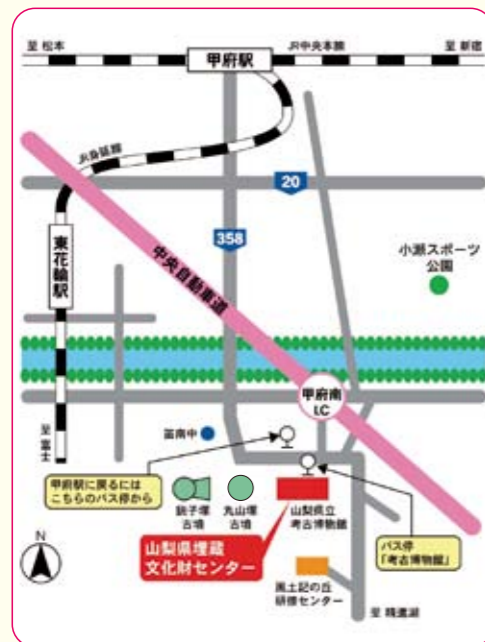 至 松本
JR中央本線
至 新宿
甲府駅
JR身延線
20
東花輪駅
358
中央自動車道
小瀬スポーツ
公園
甲府南
I.C
至 富士
笛南中
甲府駅に戻るには
こちらのバス停から
銚子塚
古墳
丸山塚
古墳
山梨県立
考古博物館
山梨県埋蔵
文化財センター
バス停
「考古博物館」
N
風土記の丘
研修センター
至 精進湖